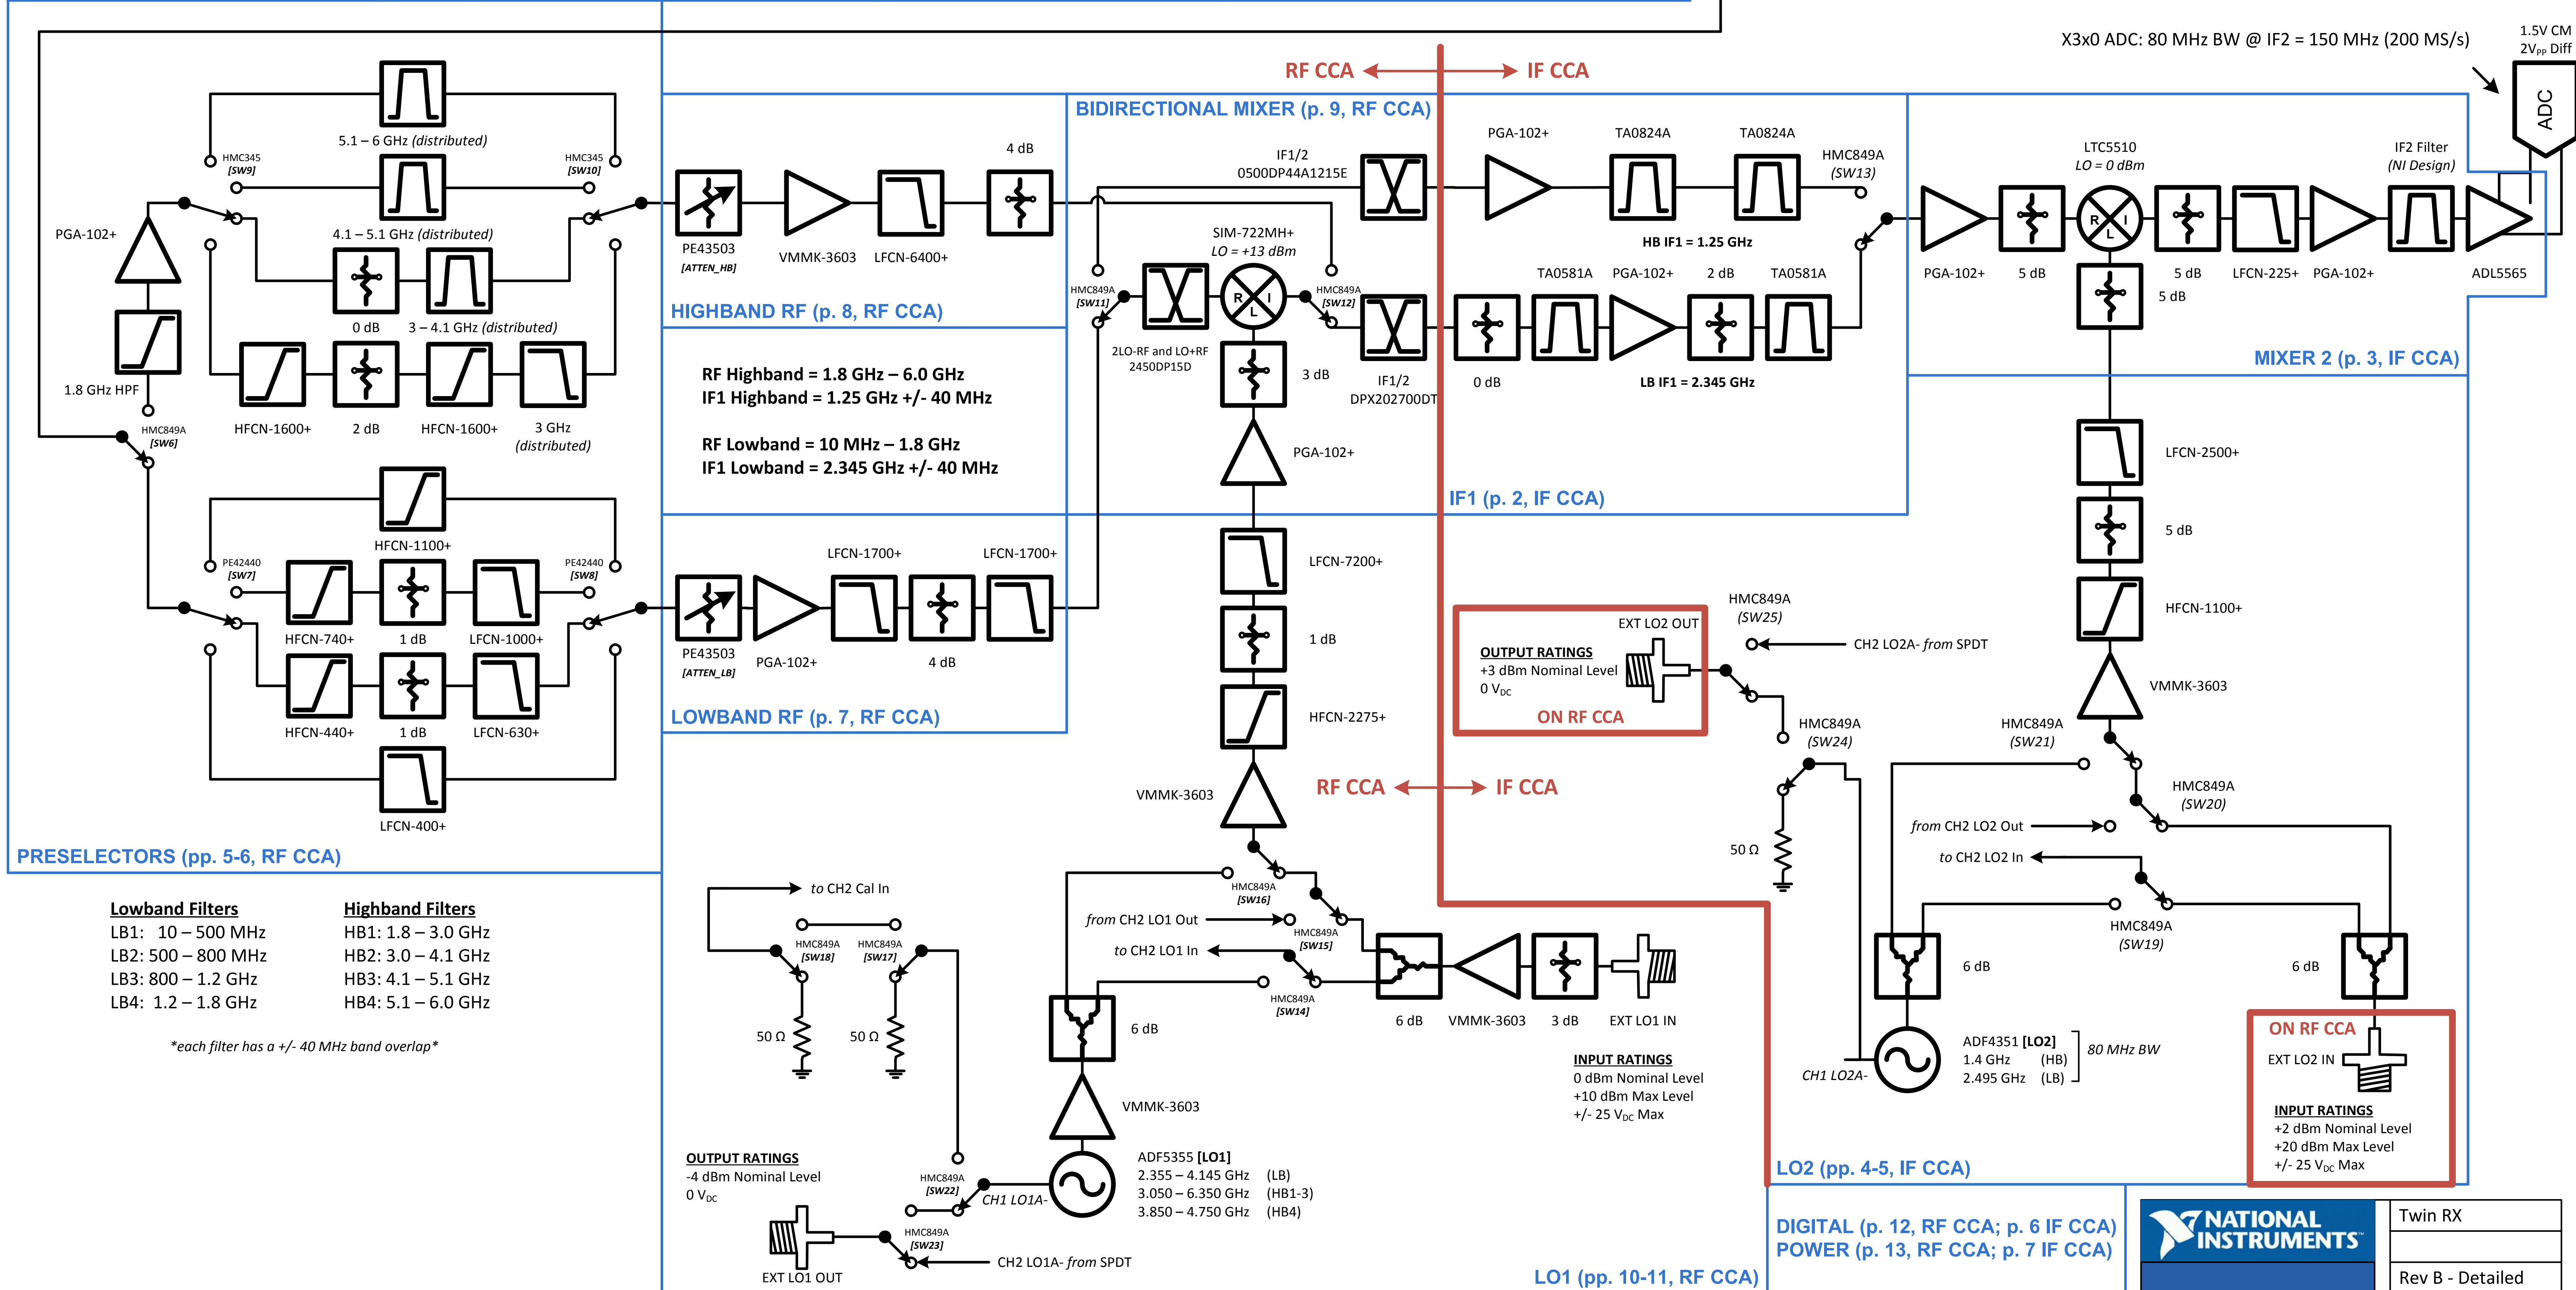 X3x0 ADC: 80 MHz BW @ IF2 = 150 MHz (200 MS/s)
1.5V CM
2VPP Diff
ADC
RF CCA
IF CCA
5.1 – 6 GHz (distributed)
HMC345
[SW9]
HMC345
[SW10]
4.1 – 5.1 GHz (distributed)
PGA-102+
0 dB
3 – 4.1 GHz (distributed)
1.8 GHz HPF
HFCN-1600+
2 dB
HFCN-1600+
3 GHz
(distributed)
HMC849A
[SW6]
HFCN-1100+
PE42440
[SW7]
PE42440
[SW8]
HFCN-740+
1 dB
LFCN-1000+
HFCN-440+
1 dB
LFCN-630+
LFCN-400+
PRESELECTORS (pp. 5-6, RF CCA)
Lowband Filters
LB1: 10 – 500 MHz
LB2: 500 – 800 MHz
LB3: 800 – 1.2 GHz
LB4: 1.2 – 1.8 GHz
Highband Filters
HB1: 1.8 – 3.0 GHz
HB2: 3.0 – 4.1 GHz
HB3: 4.1 – 5.1 GHz
HB4: 5.1 – 6.0 GHz
*each filter has a +/- 40 MHz band overlap*
4 dB
PE43503
[ATTEN_HB]
VMMK-3603
LFCN-6400+
HIGHBAND RF (p. 8, RF CCA)
RF Highband = 1.8 GHz – 6.0 GHz
IF1 Highband = 1.25 GHz +/- 40 MHz
RF Lowband = 10 MHz – 1.8 GHz
IF1 Lowband = 2.345 GHz +/- 40 MHz
LFCN-1700+
LFCN-1700+
PE43503
[ATTEN_LB]
PGA-102+
4 dB
LOWBAND RF (p. 7, RF CCA)
BIDIRECTIONAL MIXER (p. 9, RF CCA)
IF1/2
0500DP44A1215E
SIM-722MH+
LO = +13 dBm
HMC849A
[SW11]
HMC849A
[SW12]
2LO-RF and LO+RF
2450DP15D
3 dB
IF1/2
DPX202700DT
PGA-102+
LFCN-7200+
1 dB
HFCN-2275+
VMMK-3603
RF CCA
IF CCA
PGA-102+
TA0824A
TA0824A
HMC849A
(SW13)
HB IF1 = 1.25 GHz
TA0581A
PGA-102+
2 dB
TA0581A
0 dB
LB IF1 = 2.345 GHz
IF1 (p. 2, IF CCA)
LTC5510
LO = 0 dBm
IF2 Filter
(NI Design)
PGA-102+
5 dB
5 dB
LFCN-225+
PGA-102+
ADL5565
5 dB
MIXER 2 (p. 3, IF CCA)
LFCN-2500+
5 dB
HFCN-1100+
VMMK-3603
EXT LO2 OUT
OUTPUT RATINGS
+3 dBm Nominal Level
0 VDC
ON RF CCA
HMC849A
(SW25)
CH2 LO2A- from SPDT
HMC849A
(SW24)
50 Ω
HMC849A
(SW21)
HMC849A
(SW20)
from CH2 LO2 Out
to CH2 LO2 In
HMC849A
(SW19)
6 dB
6 dB
CH1 LO2A-
ADF4351 [LO2]
1.4 GHz (HB)
2.495 GHz (LB)
80 MHz BW
ON RF CCA
EXT LO2 IN
INPUT RATINGS
+2 dBm Nominal Level
+20 dBm Max Level
+/- 25 VDC Max
LO2 (pp. 4-5, IF CCA)
to CH2 Cal In
HMC849A
[SW18]
HMC849A
[SW17]
50 Ω
50 Ω
HMC849A
[SW16]
from CH2 LO1 Out
HMC849A
[SW15]
to CH2 LO1 In
HMC849A
[SW14]
6 dB
VMMK-3603
3 dB
EXT LO1 IN
INPUT RATINGS
0 dBm Nominal Level
+10 dBm Max Level
+/- 25 VDC Max
6 dB
VMMK-3603
ADF5355 [LO1]
2.355 – 4.145 GHz (LB)
3.050 – 6.350 GHz (HB1-3)
3.850 – 4.750 GHz (HB4)
OUTPUT RATINGS
-4 dBm Nominal Level
0 VDC
HMC849A
[SW22]
CH1 LO1A-
HMC849A
[SW23]
CH2 LO1A- from SPDT
EXT LO1 OUT
LO1 (pp. 10-11, RF CCA)
DIGITAL (p. 12, RF CCA; p. 6 IF CCA)
POWER (p. 13, RF CCA; p. 7 IF CCA)
NATIONAL
INSTRUMENTS™
Twin RX
Rev B - Detailed
R
I
L
R
I
L